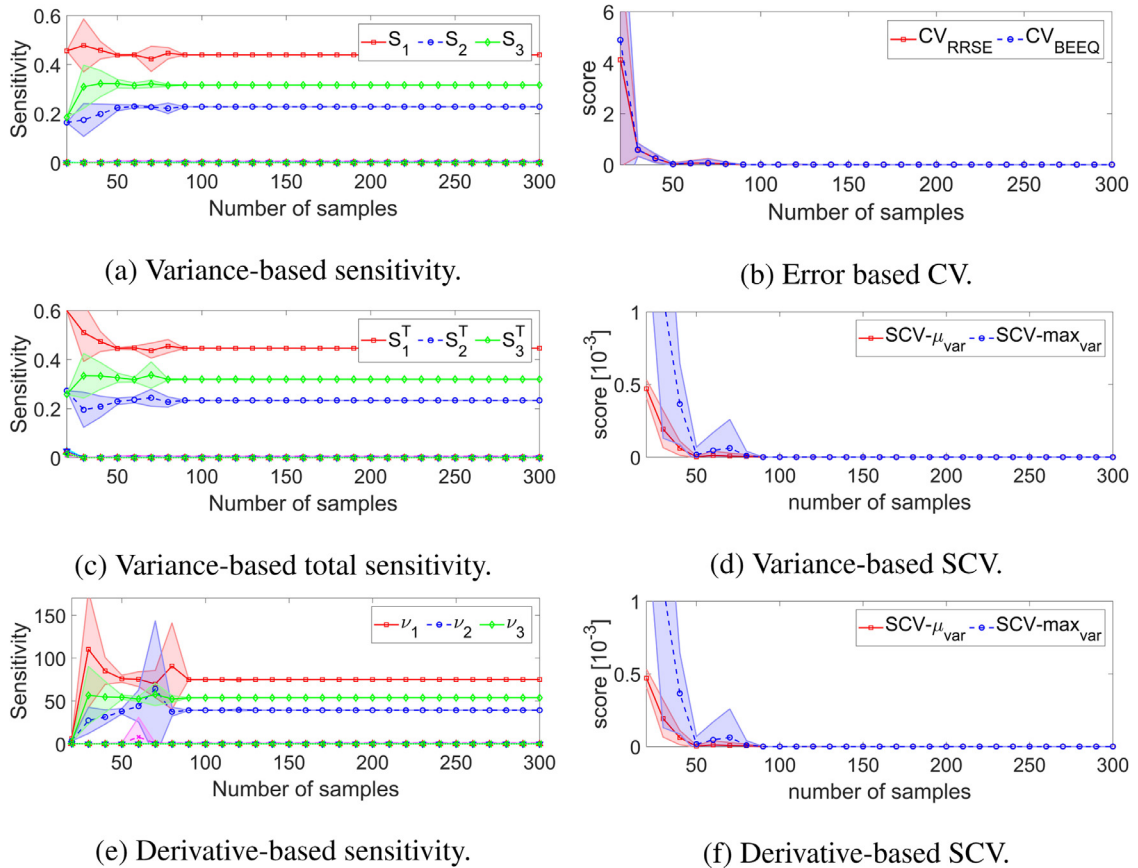 0.6
0.4
0.2
0
Sensitivity
S1 S2 S3
50 100 150 200 250 300
Number of samples
(a) Variance-based sensitivity.
6
4
2
0
score
CVRRSE CVBEEQ
50 100 150 200 250 300
Number of samples
(b) Error based CV.
0.6
0.4
0.2
0
Sensitivity
S1T S2T S3T
50 100 150 200 250 300
Number of samples
(c) Variance-based total sensitivity.
1
0.5
0
score [10-3]
SCV-μvar SCV-maxvar
50 100 150 200 250 300
number of samples
(d) Variance-based SCV.
150
100
50
0
Sensitivity
ν1 ν2 ν3
50 100 150 200 250 300
Number of samples
(e) Derivative-based sensitivity.
1
0.5
0
score [10-3]
SCV-μvar SCV-maxvar
50 100 150 200 250 300
number of samples
(f) Derivative-based SCV.